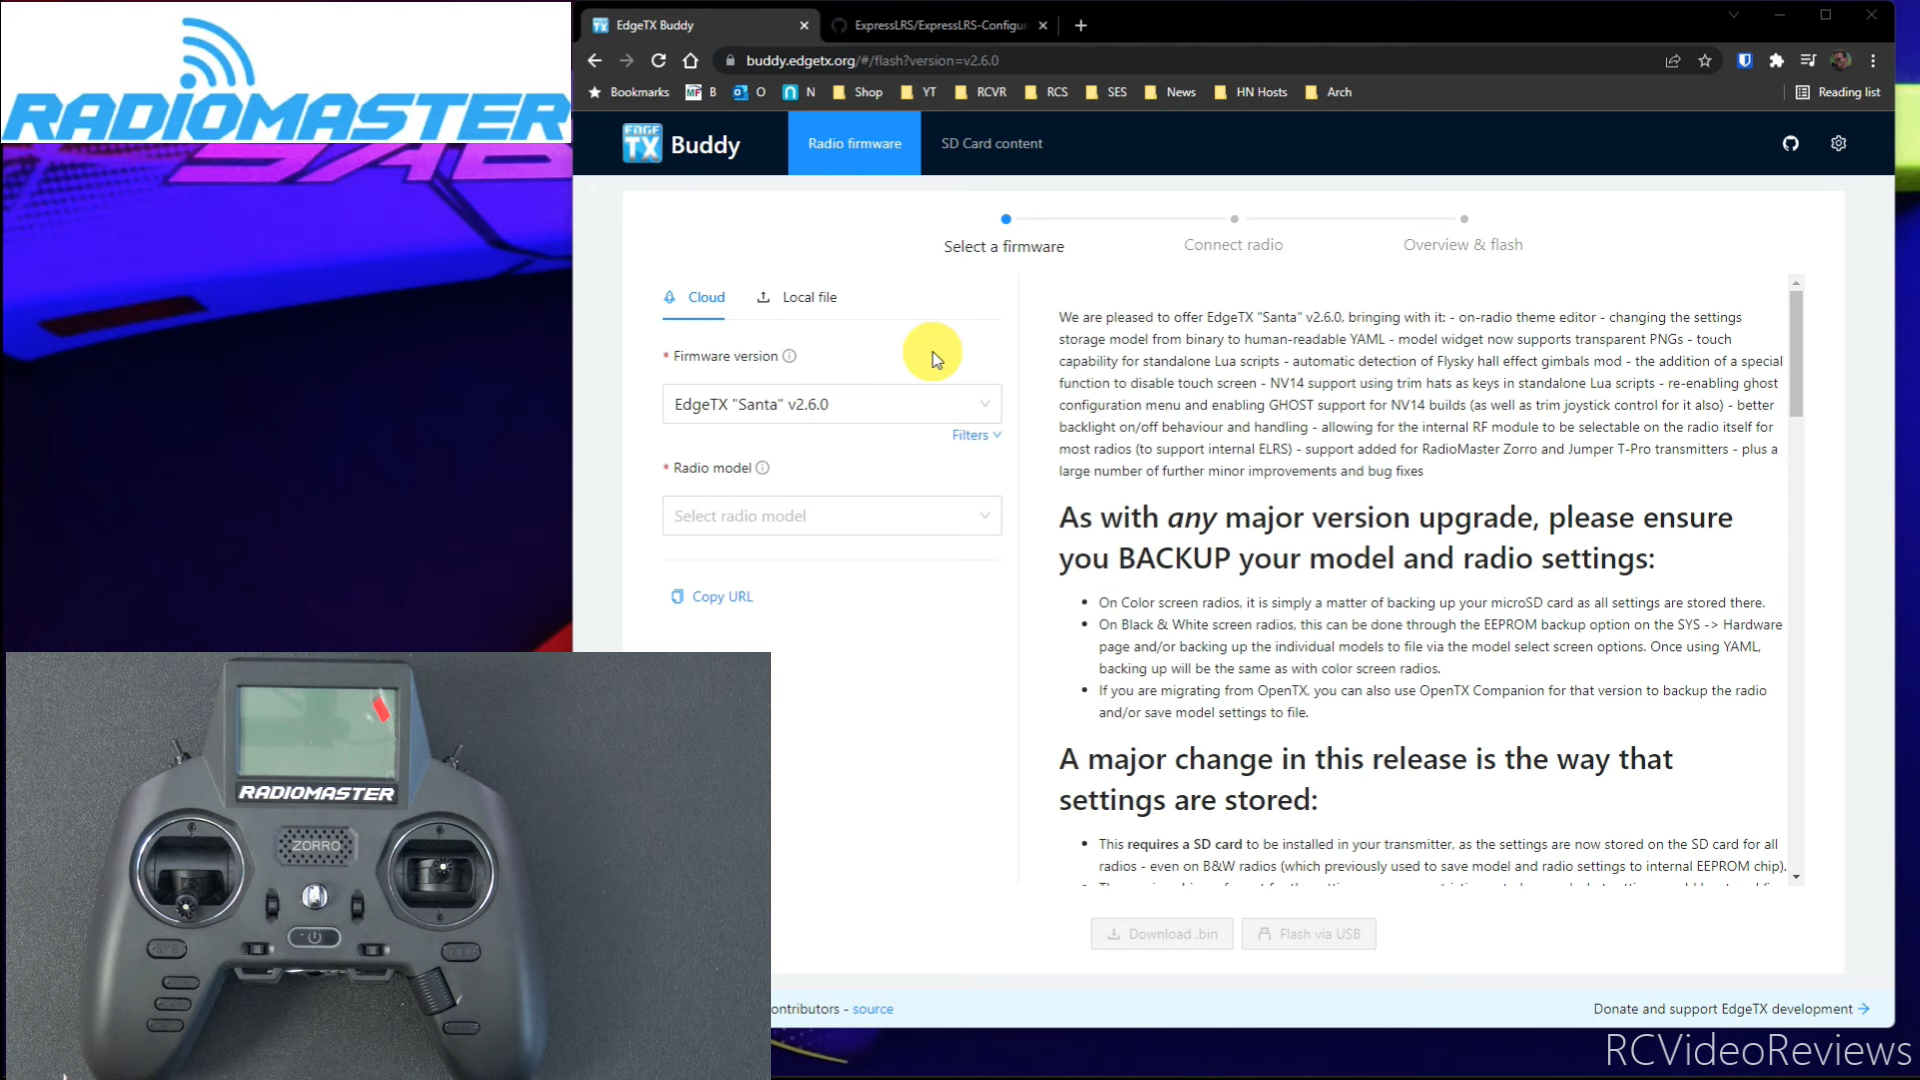 RADIOMASTER
EdgeTX Buddy
ExpressLRS/ExpressLRS-Configur
buddy.edgetx.org/#/flash?version=v2.6.0
Bookmarks
B
O
N
Shop
YT
RCVR
RCS
SES
News
HN Hosts
Arch
Reading list
EDGE TX Buddy
Radio firmware
SD Card content
Select a firmware
Connect radio
Overview & flash
Cloud
Local file
* Firmware version
EdgeTX "Santa" v2.6.0
Filters
* Radio model
Select radio model
Copy URL
We are pleased to offer EdgeTX "Santa" v2.6.0, bringing with it: - on-radio theme editor - changing the settings
storage model from binary to human-readable YAML - model widget now supports transparent PNGs - touch
capability for standalone Lua scripts - automatic detection of Flysky hall effect gimbals mod - the addition of a special
function to disable touch screen - NV14 support using trim hats as keys in standalone Lua scripts - re-enabling ghost
configuration menu and enabling GHOST support for NV14 builds (as well as trim joystick control for it also) - better
backlight on/off behaviour and handling - allowing for the internal RF module to be selectable on the radio itself for
most radios (to support internal ELRS) - support added for RadioMaster Zorro and Jumper T-Pro transmitters - plus a
large number of further minor improvements and bug fixes
As with any major version upgrade, please ensure
you BACKUP your model and radio settings:
• On Color screen radios, it is simply a matter of backing up your microSD card as all settings are stored there.
• On Black & White screen radios, this can be done through the EEPROM backup option on the SYS -> Hardware
page and/or backing up the individual models to file via the model select screen options. Once using YAML,
backing up will be the same as with color screen radios.
• If you are migrating from OpenTX, you can also use OpenTX Companion for that version to backup the radio
and/or save model settings to file.
A major change in this release is the way that
settings are stored:
• This requires a SD card to be installed in your transmitter, as the settings are now stored on the SD card for all
radios - even on B&W radios (which previously used to save model and radio settings to internal EEPROM chip).
Download .bin
Flash via USB
ontributors - source
Donate and support EdgeTX development
RADIOMASTER
ZORRO
SYS
RCVideoReviews